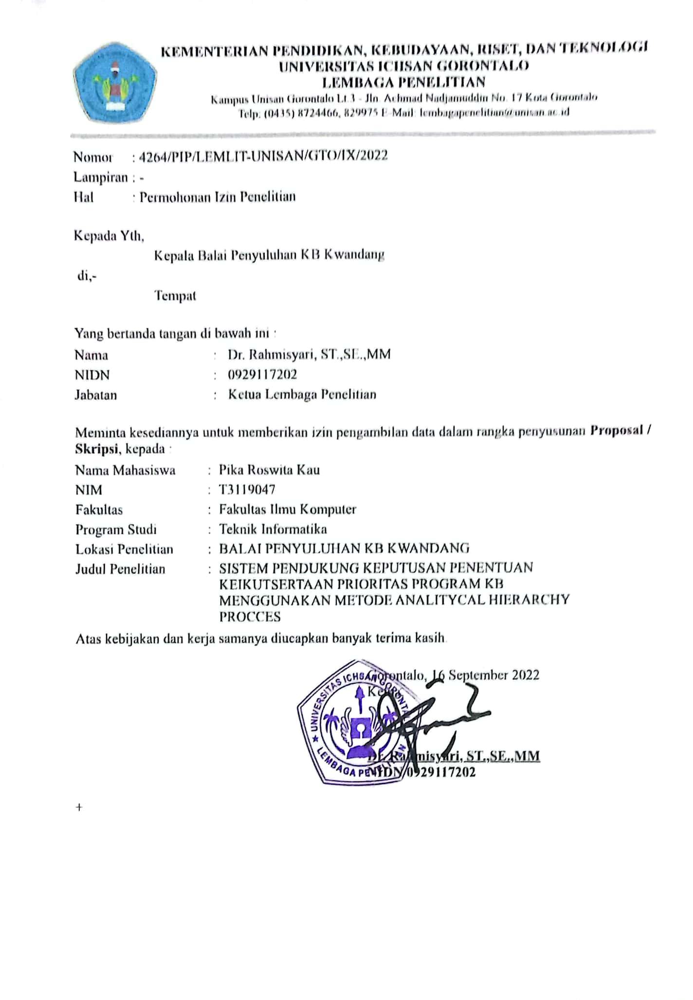 KEMENTERIAN PENDIDIKAN, KEBUDAYAAN, RISET, DAN TEKNOLOGI
UNIVERSITAS ICHSAN GORONTALO
LEMBAGA PENELITIAN
Kampus Unisan Gorontalo Lt.3 - Jln. Achmad Nadjamuddin No. 17 Kota Gorontalo
Telp: (0435) 8724466, 829975 E-Mail: lembagapenelitian@unisan.ac.id
Nomor : 4264/PIP/LEMLIT-UNISAN/GTO/IX/2022
Lampiran : -
Hal : Permohonan Izin Penelitian
Kepada Yth,
Kepala Balai Penyuluhan KB Kwandang
di,-
Tempat
Yang bertanda tangan di bawah ini :
Nama : Dr. Rahmisyari, ST.,SE.,MM
NIDN : 0929117202
Jabatan : Ketua Lembaga Penelitian
Meminta kesediannya untuk memberikan izin pengambilan data dalam rangka penyusunan Proposal /
Skripsi, kepada :
Nama Mahasiswa : Pika Roswita Kau
NIM : T3119047
Fakultas : Fakultas Ilmu Komputer
Program Studi : Teknik Informatika
Lokasi Penelitian : BALAI PENYULUHAN KB KWANDANG
Judul Penelitian : SISTEM PENDUKUNG KEPUTUSAN PENENTUAN
KEIKUTSERTAAN PRIORITAS PROGRAM KB
MENGGUNAKAN METODE ANALITYCAL HIERARCHY
PROCCES
Atas kebijakan dan kerja samanya diucapkan banyak terima kasih.
Gorontalo, 16 September 2022
Ketua
UNIVERSITAS ICHSAN GORONTALO
LEMBAGA PENELITIAN
Dr. Rahmisyari, ST.,SE.,MM
NIDN 0929117202
+